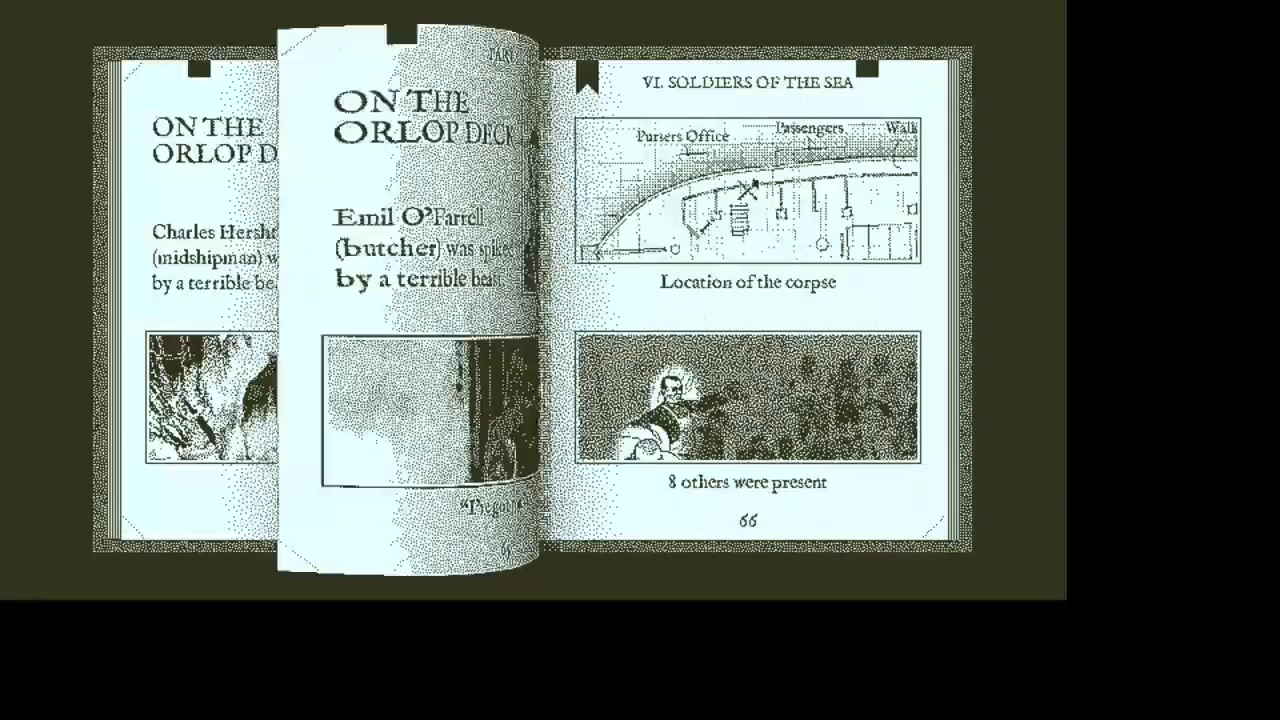 ON THE
ORLOP D
Charles Hersh
(midshipman) w
by a terrible be
PART
ON THE
ORLOP DECK
Emil O'Farrell
(butcher) was spike
by a terrible beast
VI. SOLDIERS OF THE SEA
Pursers Office
Passengers
Walk
Location of the corpse
8 others were present
66